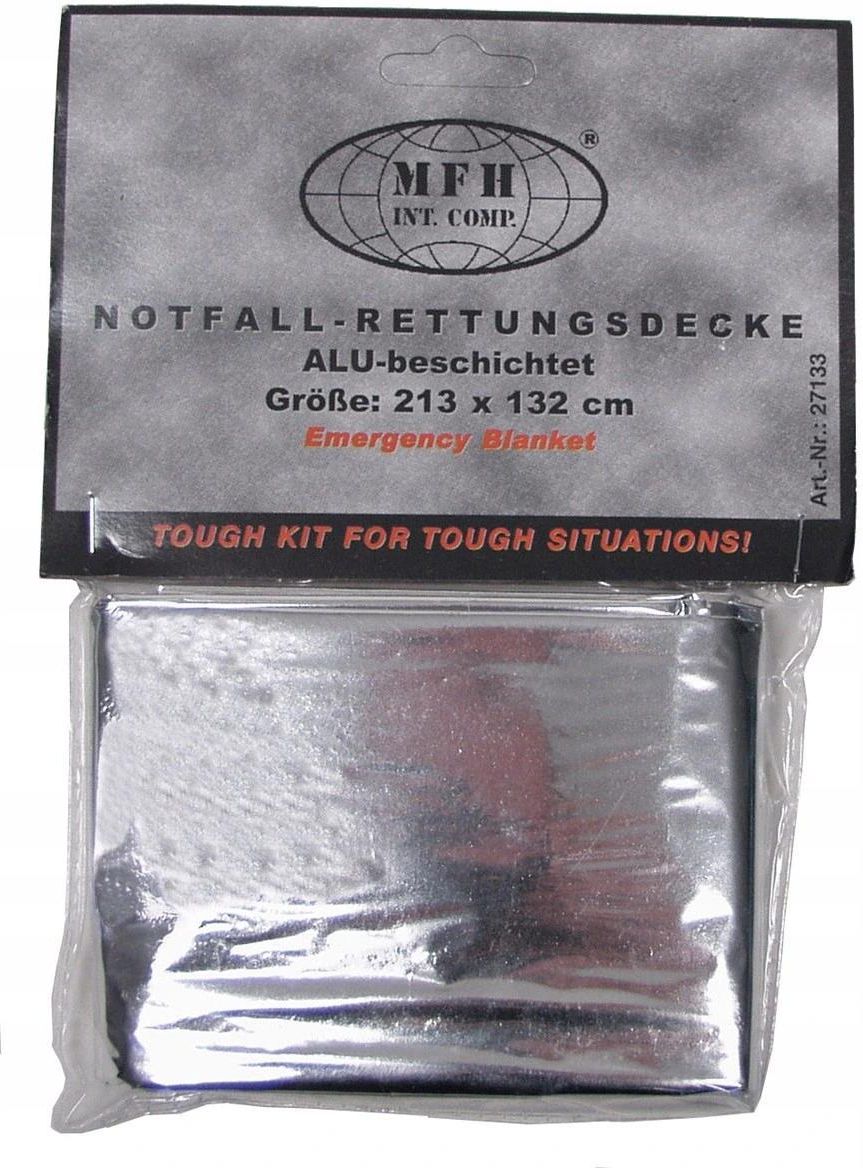 MFH
INT. COMP.
®
NOTFALL-RETTUNGSDECKE
ALU-beschichtet
Größe: 213 x 132 cm
Emergency Blanket
Art.-Nr.: 27133
TOUGH KIT FOR TOUGH SITUATIONS!